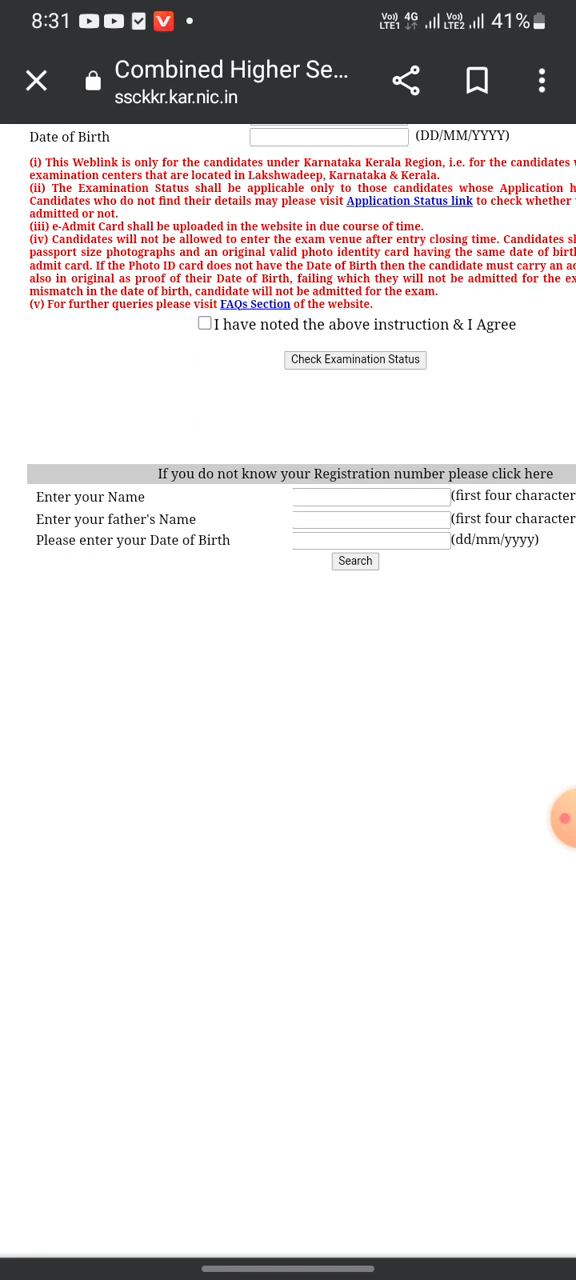 8:31 Vo)) LTE1 4G Vo)) LTE2 41%
Combined Higher Se...
ssckkr.kar.nic.in
Date of Birth (DD/MM/YYYY)
(i) This Weblink is only for the candidates under Karnataka Kerala Region, i.e. for the candidates
examination centers that are located in Lakshwadeep, Karnataka & Kerala.
(ii) The Examination Status shall be applicable only to those candidates whose Application h
Candidates who do not find their details may please visit Application Status link to check whether
admitted or not.
(iii) e-Admit Card shall be uploaded in the website in due course of time.
(iv) Candidates will not be allowed to enter the exam venue after entry closing time. Candidates sh
passport size photographs and an original valid photo identity card having the same date of birt
admit card. If the Photo ID card does not have the Date of Birth then the candidate must carry an ad
also in original as proof of their Date of Birth, failing which they will not be admitted for the ex
mismatch in the date of birth, candidate will not be admitted for the exam.
(v) For further queries please visit FAQs Section of the website.
I have noted the above instruction & I Agree
Check Examination Status
If you do not know your Registration number please click here
Enter your Name (first four character
Enter your father's Name (first four character
Please enter your Date of Birth (dd/mm/yyyy)
Search